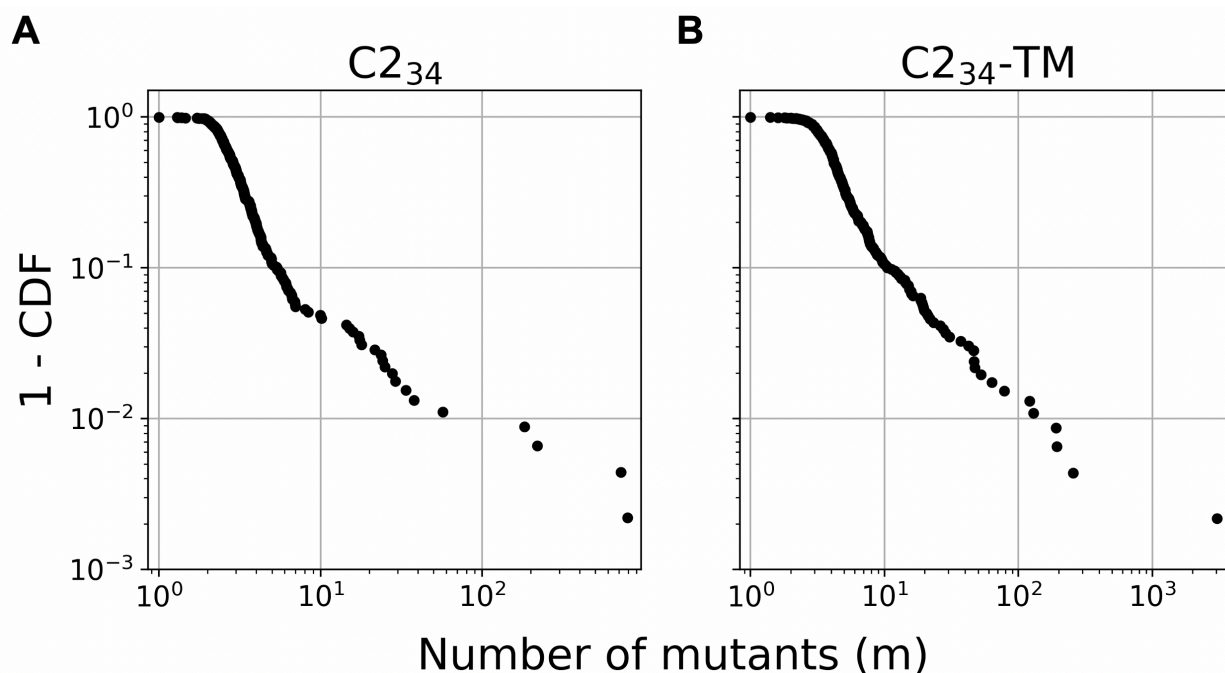 A
B
C2₃₄
C2₃₄-TM
10⁰
10⁻¹
10⁻²
10⁻³
1 - CDF
10⁰ 10¹ 10²
10⁰ 10¹ 10² 10³
Number of mutants (m)